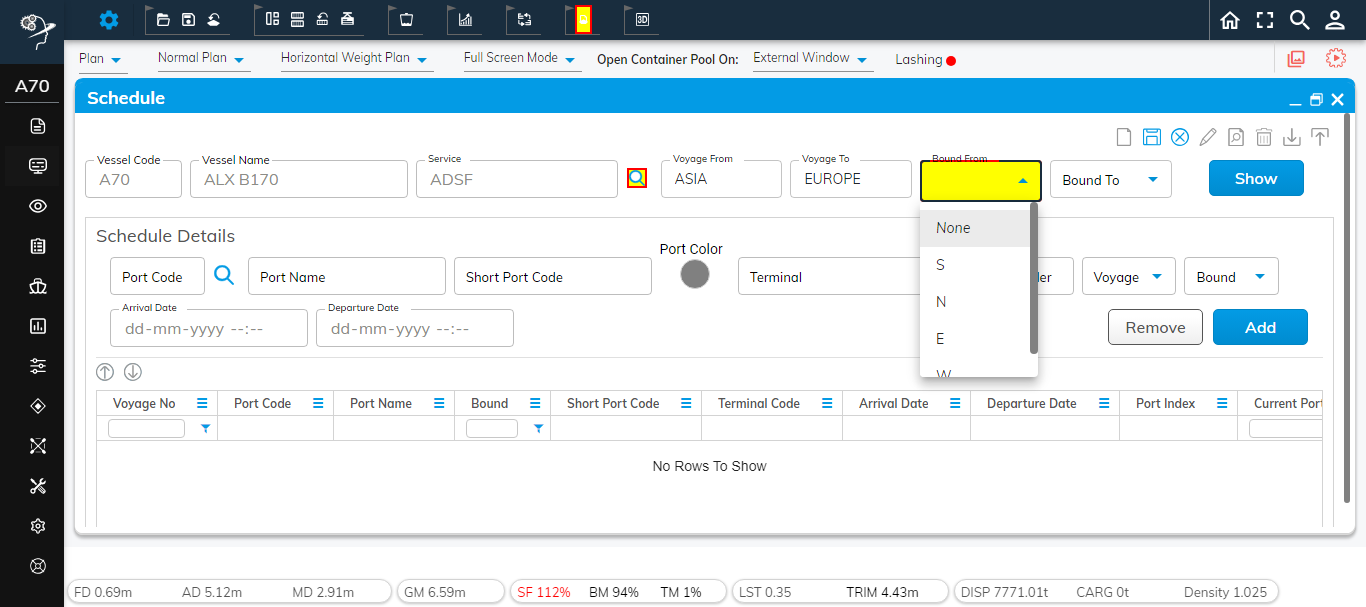 3D
Plan
Normal Plan
Horizontal Weight Plan
Full Screen Mode
Open Container Pool On:
External Window
Lashing
A70
Schedule
Vessel Code
A70
Vessel Name
ALX B170
Service
ADSF
Voyage From
ASIA
Voyage To
EUROPE
Bound From
Bound To
Show
None
S
N
E
W
Schedule Details
Port Code
Port Name
Short Port Code
Port Color
Terminal
Voyage
Bound
Arrival Date
dd-mm-yyyy --:--
Departure Date
dd-mm-yyyy --:--
Remove
Add
Voyage No
Port Code
Port Name
Bound
Short Port Code
Terminal Code
Arrival Date
Departure Date
Port Index
Current Port
No Rows To Show
FD 0.69m
AD 5.12m
MD 2.91m
GM 6.59m
SF 112%
BM 94%
TM 1%
LST 0.35
TRIM 4.43m
DISP 7771.01t
CARG 0t
Density 1.025